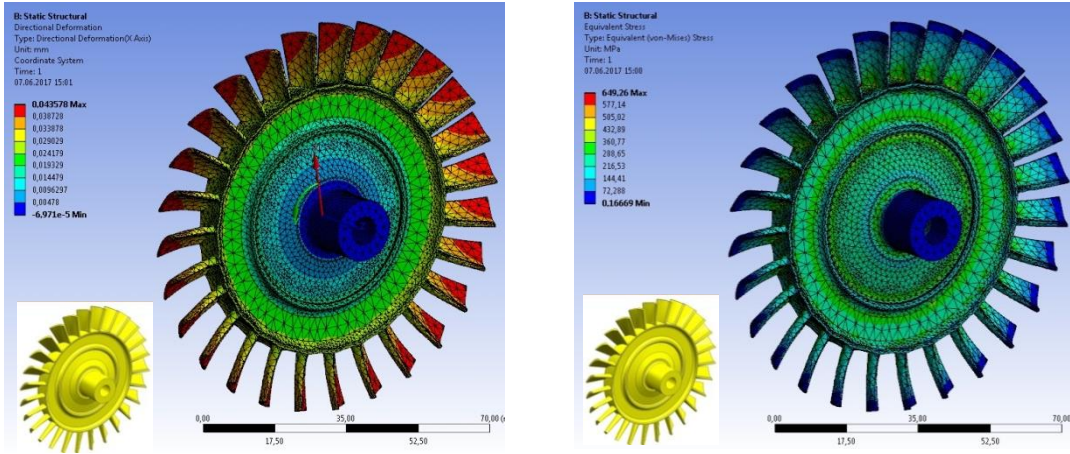 B: Static Structural
Directional Deformation
Type: Directional Deformation(X Axis)
Unit: mm
Coordinate System
Time: 1
07.06.2017 15:01
0,043578 Max
0,038728
0,033878
0,029029
0,024179
0,019329
0,014479
0,0096297
0,00478
-6,971e-5 Min
0,00
35,00
70,00
17,50
52,50
B: Static Structural
Equivalent Stress
Type: Equivalent (von-Mises) Stress
Unit: MPa
Time: 1
07.06.2017 15:00
649,26 Max
577,14
505,02
432,89
360,77
288,65
216,53
144,41
72,288
0,16669 Min
0,00
35,00
70,00
17,50
52,50